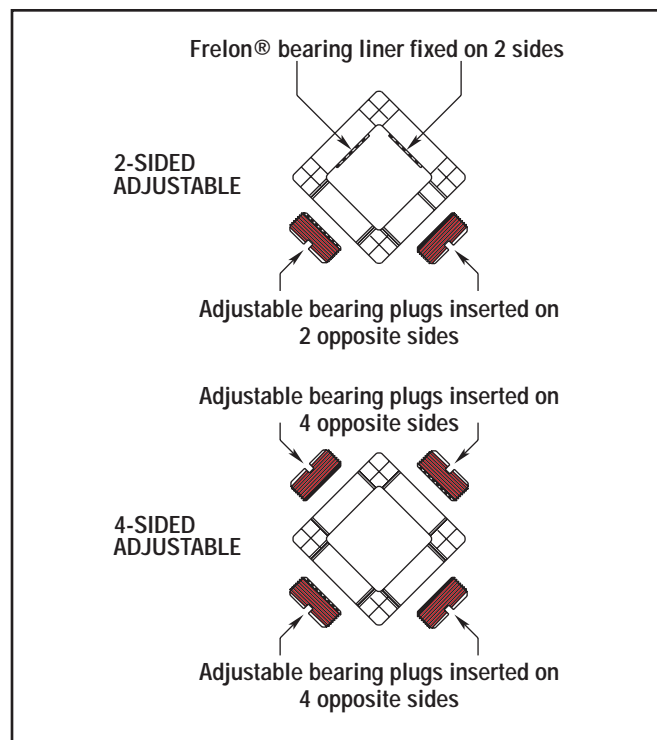 Frelon® bearing liner fixed on 2 sides
2-SIDED
ADJUSTABLE
Adjustable bearing plugs inserted on
2 opposite sides
Adjustable bearing plugs inserted on
4 opposite sides
4-SIDED
ADJUSTABLE
Adjustable bearing plugs inserted on
4 opposite sides